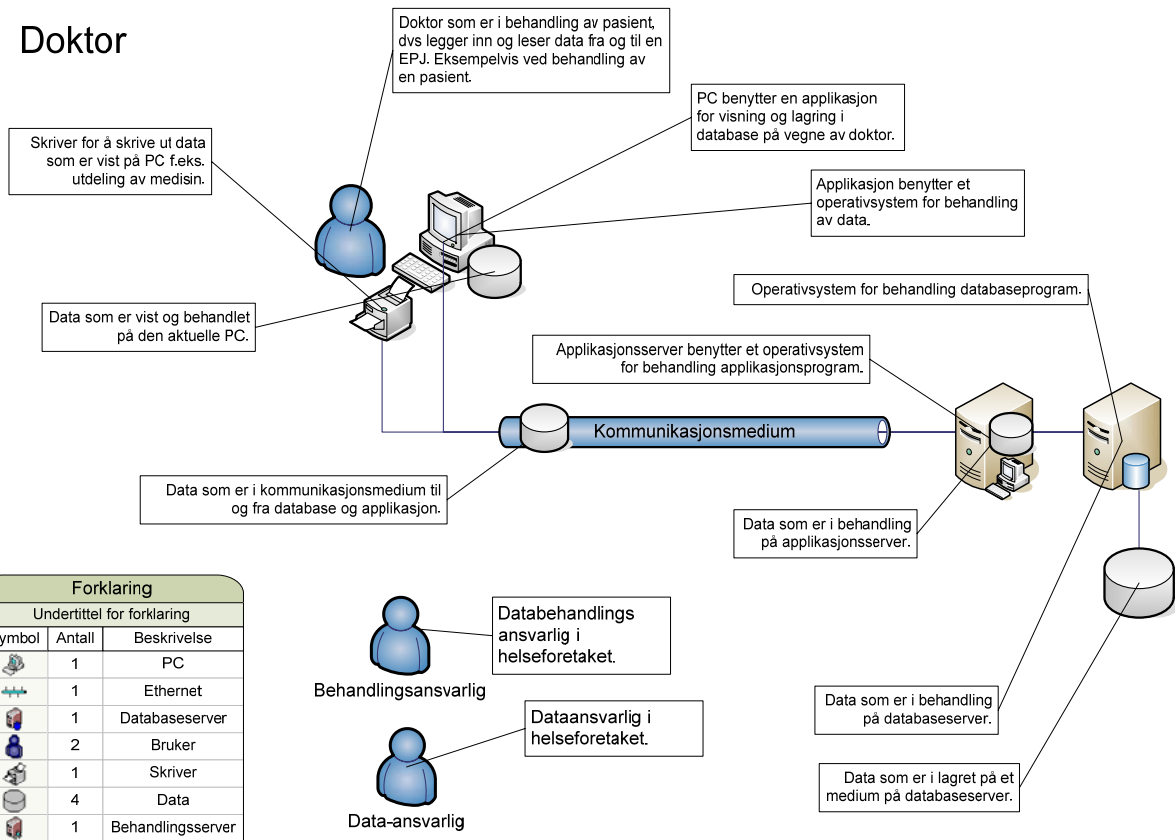 Doktor
Doktor som er i behandling av pasient,
dvs legger inn og leser data fra og til en
EPJ. Eksempelvis ved behandling av
en pasient.
PC benytter en applikasjon
for visning og lagring i
database på vegne av doktor.
Skriver for å skrive ut data
som er vist på PC f.eks.
utdeling av medisin.
Applikasjon benytter et
operativsystem for behandling
av data.
Operativsystem for behandling databaseprogram.
Data som er vist og behandlet
på den aktuelle PC.
Applikasjonsserver benytter et operativsystem
for behandling applikasjonsprogram.
Kommunikasjonsmedium
Data som er i kommunikasjonsmedium til
og fra database og applikasjon.
Data som er i behandling
på applikasjonsserver.
Forklaring
Undertittel for forklaring
ymbol Antall Beskrivelse
1 PC
1 Ethernet
1 Databaseserver
2 Bruker
1 Skriver
4 Data
1 Behandlingsserver
Databehandlings
ansvarlig i
helseforetaket.
Behandlingsansvarlig
Dataansvarlig i
helseforetaket.
Data-ansvarlig
Data som er i behandling
på databaseserver.
Data som er i lagret på et
medium på databaseserver.